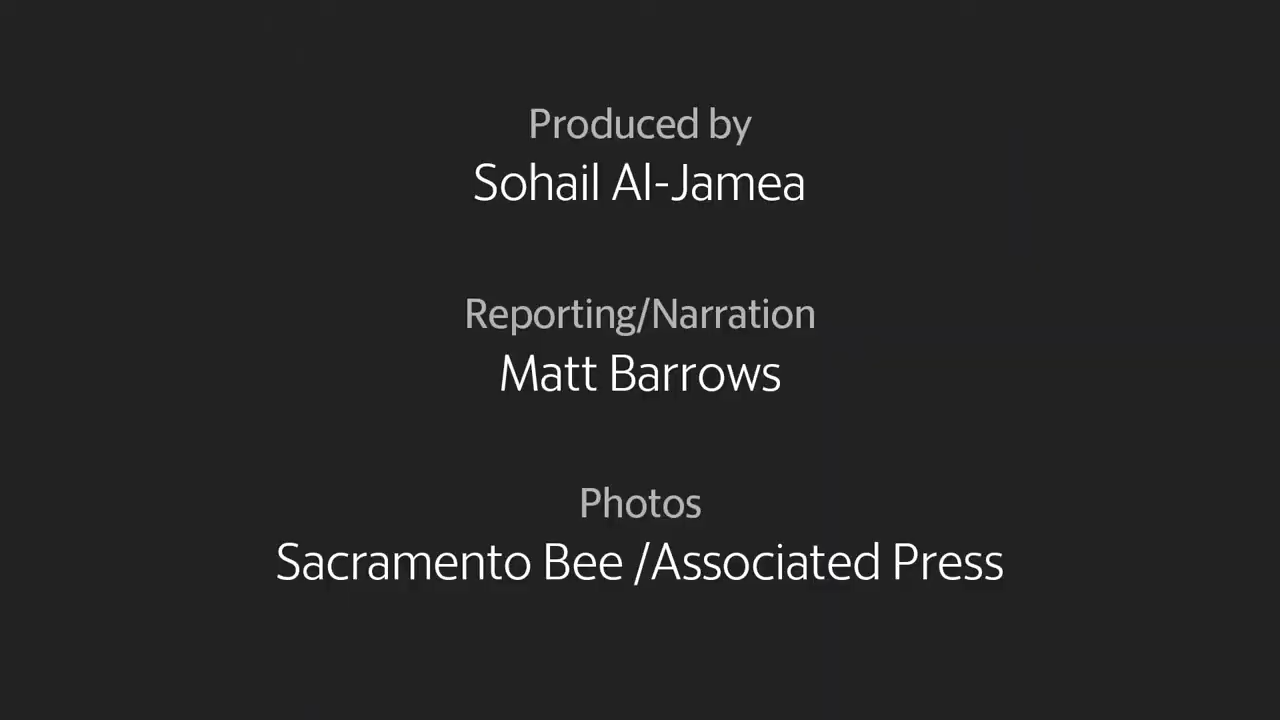 Produced by
Sohail Al-Jamea
Reporting/Narration
Matt Barrows
Photos
Sacramento Bee /Associated Press